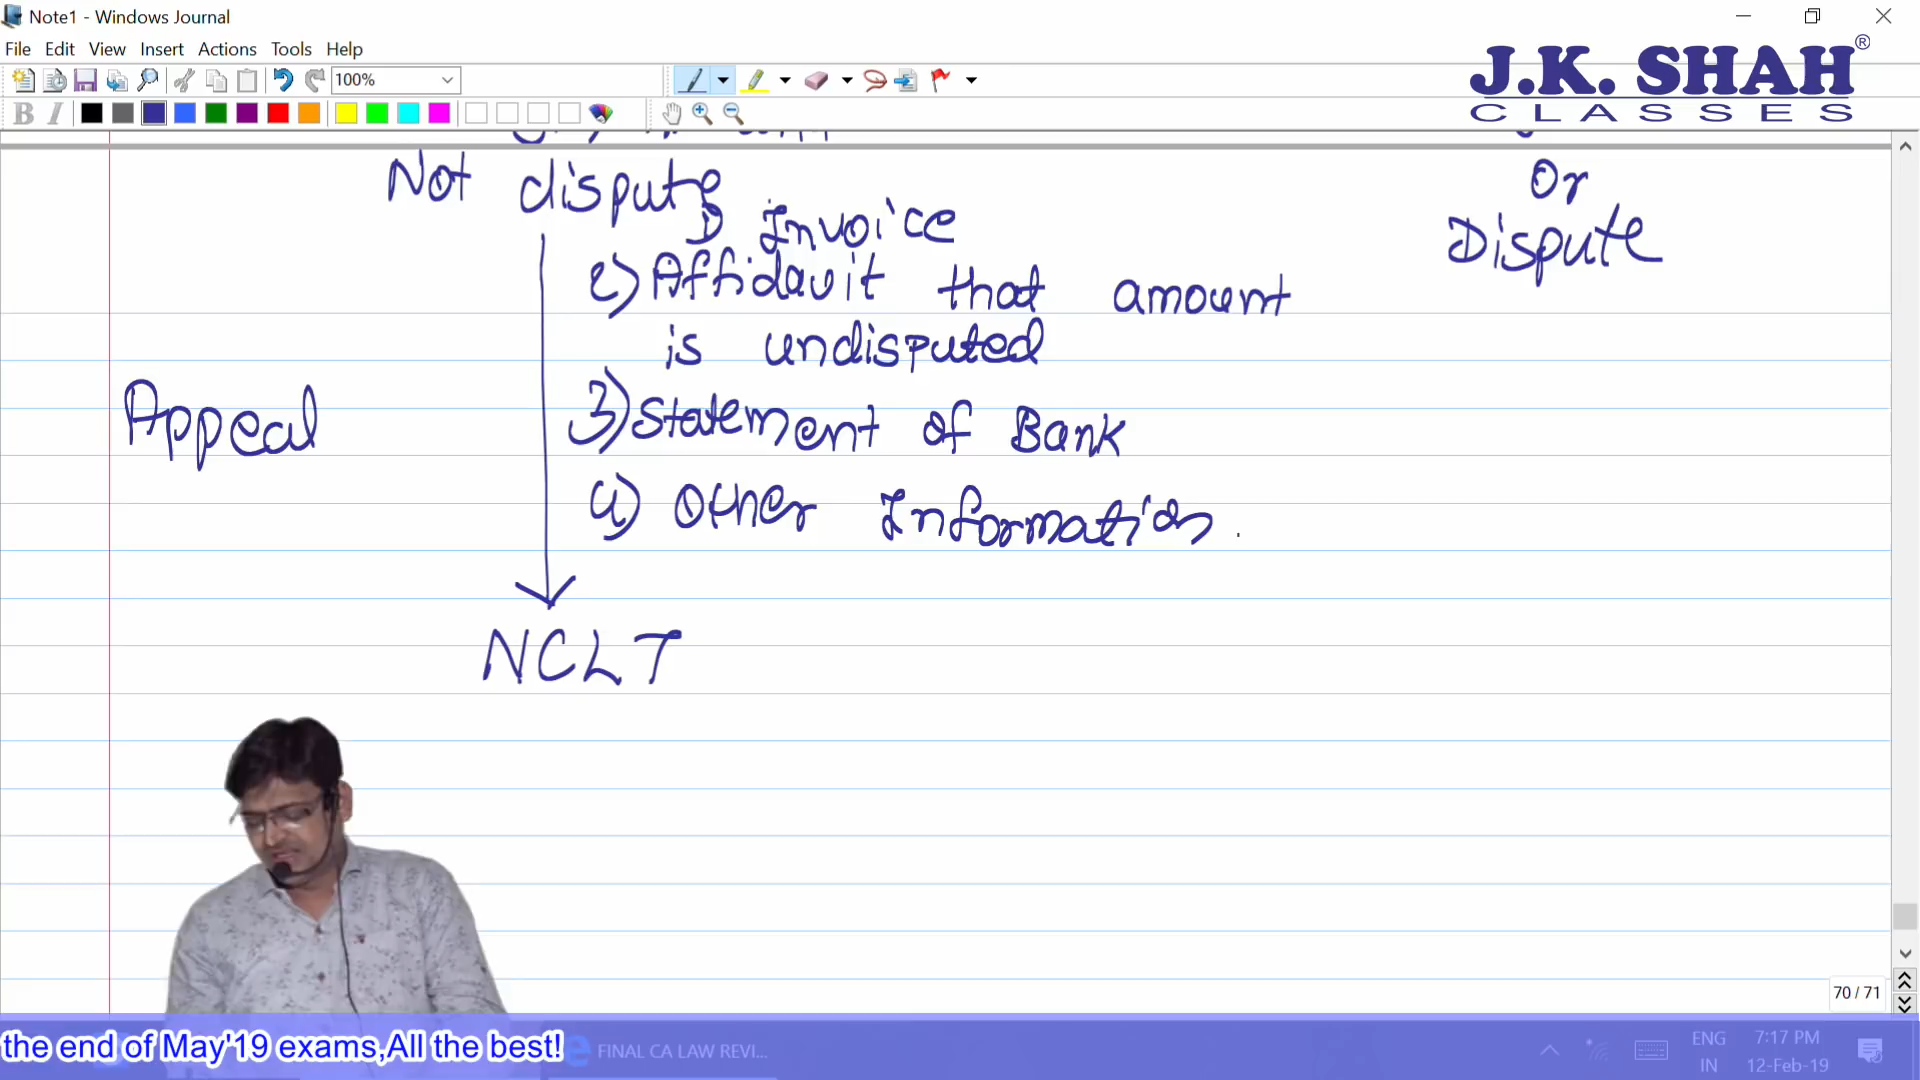 Note1 - Windows Journal
File Edit View Insert Actions Tools Help
J.K. SHAH®
CLASSES
100%
B I
Not dispute
Or
Dispute
Invoice
2) Affidavit that amount
is undisputed
Appeal
3) Statement of Bank
4) Other Information.
NCLT
70 / 71
the end of May'19 exams,All the best!
FINAL CA LAW REVI...
ENG
IN
7:17 PM
12-Feb-19